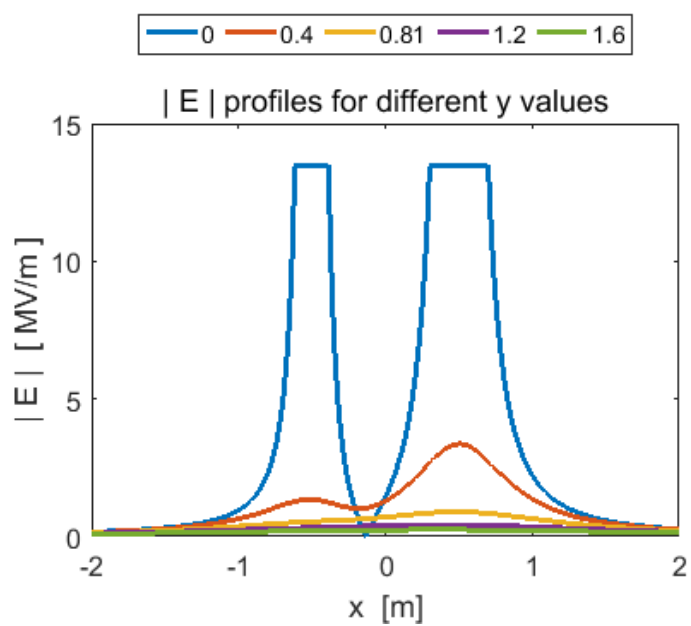 0 0.4 0.81 1.2 1.6
| E | profiles for different y values
15
10
5
0
| E | [ MV/m ]
-2 -1 0 1 2
x [m]